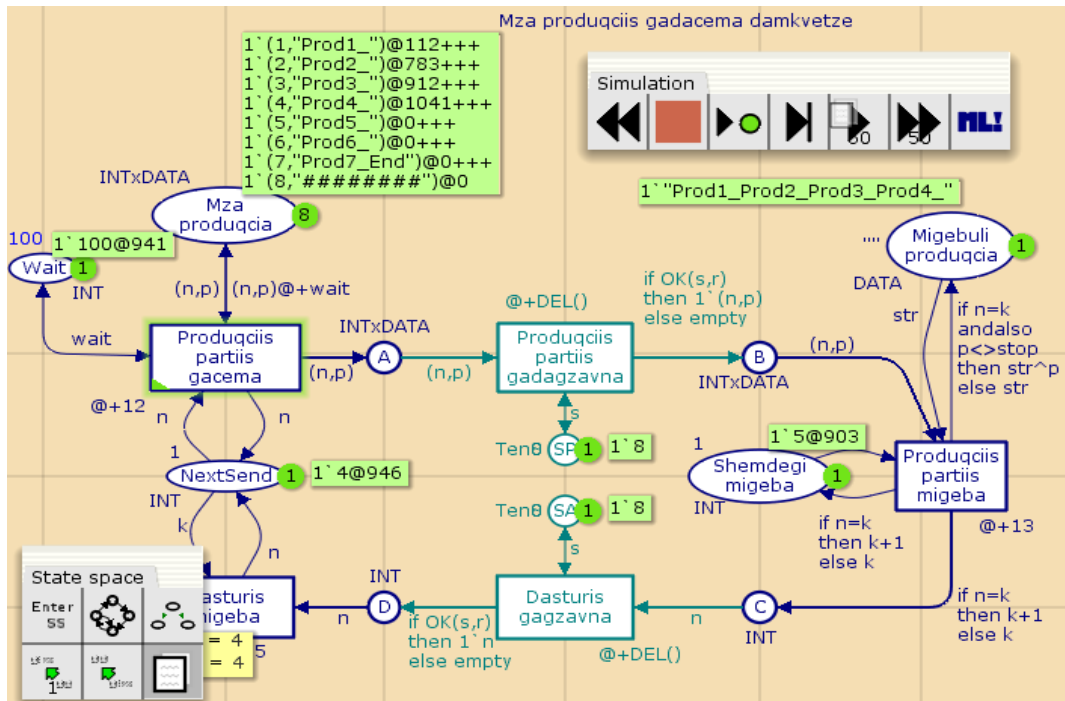 Mza produqciis gadacema damkvetze
1`(1,"Prod1_")@112+++
1`(2,"Prod2_")@783+++
1`(3,"Prod3_")@912+++
1`(4,"Prod4_")@1041+++
1`(5,"Prod5_")@0+++
1`(6,"Prod6_")@0+++
1`(7,"Prod7_End")@0+++
1`(8,"########")@0
Simulation
60
50
ML!
INTxDATA
Mza
produqcia
8
1`"Prod1_Prod2_Prod3_Prod4_"
100
1`100@941
Wait
1
INT
""
Migebuli
produqcia
1
DATA
(n,p)
(n,p)@+wait
wait
@+DEL()
if OK(s,r)
then 1`(n,p)
else empty
str
if n=k
andalso
p<>stop
then str^p
else str
Produqciis
partiis
gacema
@+12
INTxDATA
A
(n,p)
(n,p)
Produqciis
partiis
gadagzavna
B
INTxDATA
(n,p)
n
n
s
1
NextSend
1
1`4@946
INT
SP
1
1`8
1
1`5@903
Shemdegi
migeba
1
INT
Produqciis
partiis
migeba
@+13
SA
1
1`8
k
n
s
if n=k
then k+1
else k
if n=k
then k+1
else k
State space
Enter
SS
1
asturis
igeba
= 4
= 4
5
INT
D
n
if OK(s,r)
then 1`n
else empty
Dasturis
gagzavna
@+DEL()
n
C
INT